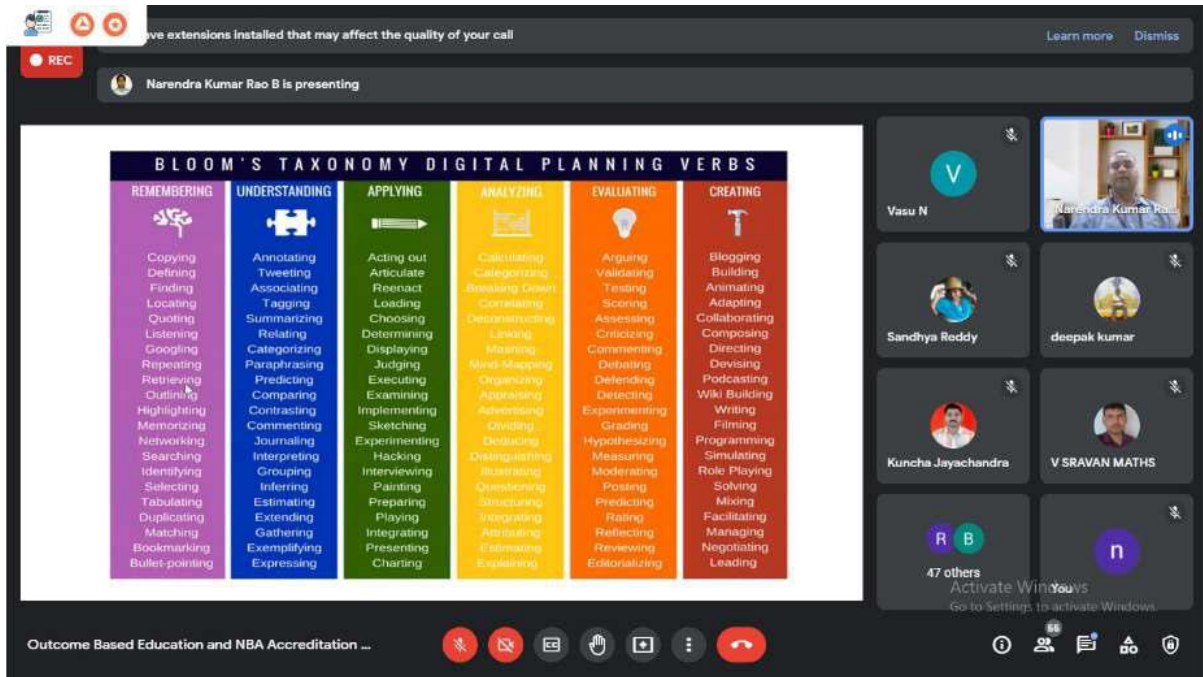 ave extensions installed that may affect the quality of your call
Learn more Dismiss
REC
Narendra Kumar Rao B is presenting
BLOOM'S TAXONOMY DIGITAL PLANNING VERBS
REMEMBERING UNDERSTANDING APPLYING ANALYZING EVALUATING CREATING
Copying Annotating Acting out Calculating Arguing Blogging
Defining Tweeting Articulate Categorizing Validating Building
Finding Associating Reenact Breaking Down Testing Animating
Locating Tagging Loading Correlating Scoring Adapting
Quoting Summarizing Choosing Deconstructing Assessing Collaborating
Listening Relating Determining Linking Criticizing Composing
Googling Categorizing Displaying Mashing Commenting Directing
Repeating Paraphrasing Judging Mind-Mapping Debating Devising
Retrieving Predicting Executing Organizing Defending Podcasting
Outlining Comparing Examining Appraising Detecting Wiki Building
Highlighting Contrasting Implementing Advertising Experimenting Writing
Memorizing Commenting Sketching Dividing Grading Filming
Networking Journaling Experimenting Deducing Hypothesizing Programming
Searching Interpreting Hacking Distinguishing Measuring Simulating
Identifying Grouping Interviewing Illustrating Moderating Role Playing
Selecting Inferring Painting Questioning Posting Solving
Tabulating Estimating Preparing Structuring Predicting Mixing
Duplicating Extending Playing Integrating Rating Facilitating
Matching Gathering Integrating Attributing Reflecting Managing
Bookmarking Exemplifying Presenting Estimating Reviewing Negotiating
Bullet-pointing Expressing Charting Explaining Editorializing Leading
V
Vasu N
Narendra Kumar Ra...
Sandhya Reddy
deepak kumar
Kuncha Jayachandra
V SRAVAN MATHS
R B
47 others
n
You
Activate Windows
Go to Settings to activate Windows.
Outcome Based Education and NBA Accreditation ...
CC
66